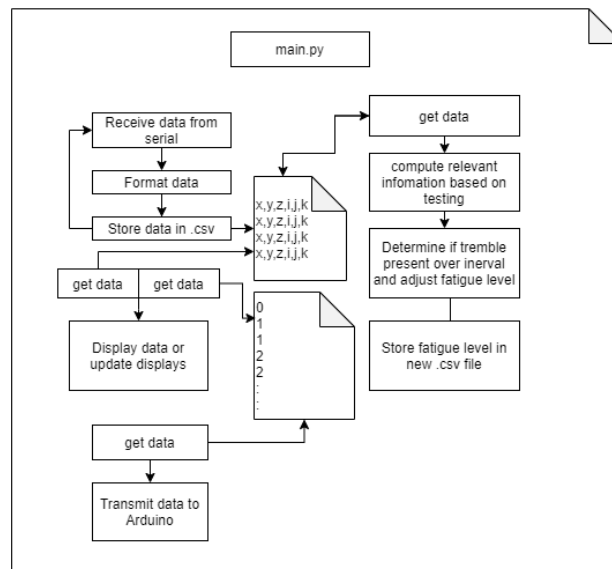 main.py
Receive data from
serial
Format data
Store data in .csv
x,y,z,i,j,k
x,y,z,i,j,k
x,y,z,i,j,k
x,y,z,i,j,k
get data
compute relevant
infomation based on
testing
Determine if tremble
present over inerval
and adjust fatigue level
Store fatigue level in
new .csv file
get data
get data
Display data or
update displays
0
1
1
2
2
:
:
get data
Transmit data to
Arduino